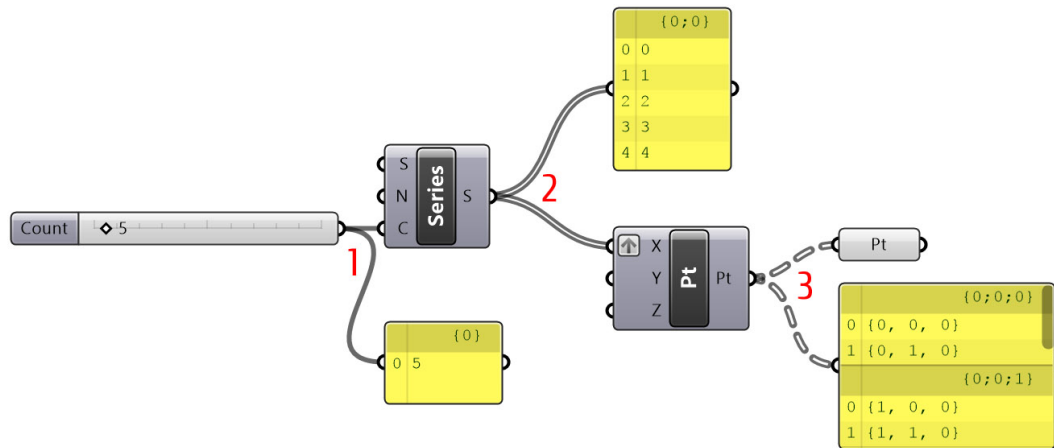 {0;0}
0 0
1 1
2 2
3 3
4 4
S
N
C
Series
S
2
Count
5
1
X
Y
Z
Pt
Pt
3
Pt
{0}
0 5
{0;0;0}
0 {0, 0, 0}
1 {0, 1, 0}
{0;0;1}
0 {1, 0, 0}
1 {1, 1, 0}